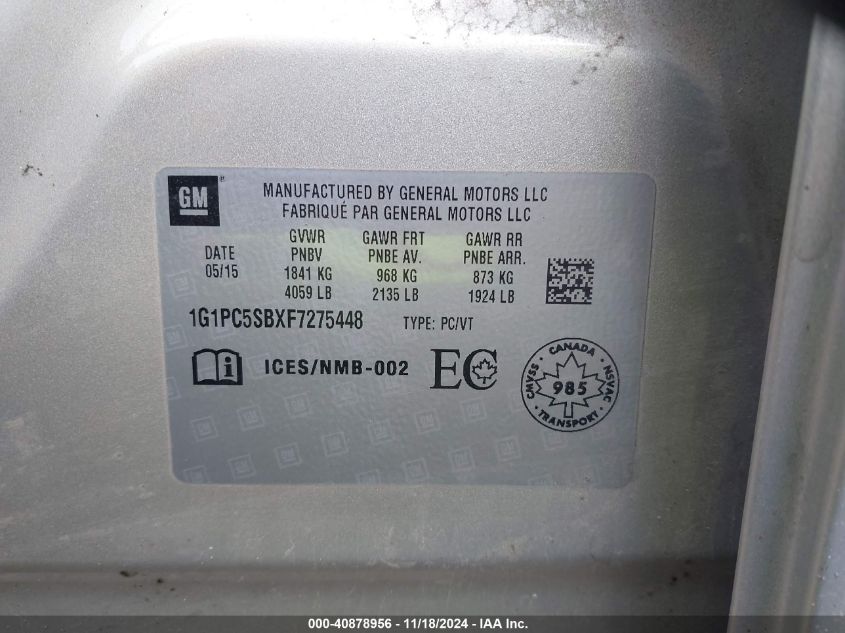 GM
MANUFACTURED BY GENERAL MOTORS LLC
FABRIQUÉ PAR GENERAL MOTORS LLC
DATE
05/15
GVWR
PNBV
1841 KG
4059 LB
GAWR FRT
PNBE AV.
968 KG
2135 LB
GAWR RR
PNBE ARR.
873 KG
1924 LB
1G1PC5SBXF7275448 TYPE: PC/VT
i ICES/NMB-002 EC
CANADA
CMVSS
985
NSVAC
TRANSPORT
000-40878956 - 11/18/2024 - IAA Inc.